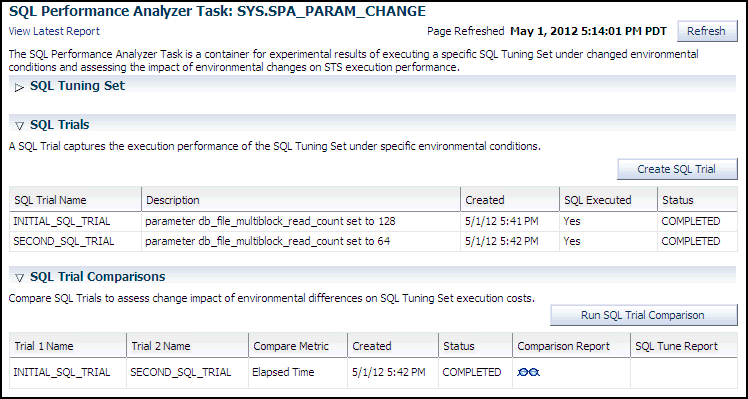 SQL Performance Analyzer Task: SYS.SPA_PARAM_CHANGE
View Latest Report
Page Refreshed May 1, 2012 5:14:01 PM PDT
Refresh
The SQL Performance Analyzer Task is a container for experimental results of executing a specific SQL Tuning Set under changed environmental
conditions and assessing the impact of environmental changes on STS execution performance.
SQL Tuning Set
SQL Trials
A SQL Trial captures the execution performance of the SQL Tuning Set under specific environmental conditions.
Create SQL Trial
SQL Trial Name Description Created SQL Executed Status
INITIAL_SQL_TRIAL parameter db_file_multiblock_read_count set to 128 5/1/12 5:41 PM Yes COMPLETED
SECOND_SQL_TRIAL parameter db_file_multiblock_read_count set to 64 5/1/12 5:42 PM Yes COMPLETED
SQL Trial Comparisons
Compare SQL Trials to assess change impact of environmental differences on SQL Tuning Set execution costs.
Run SQL Trial Comparison
Trial 1 Name Trial 2 Name Compare Metric Created Status Comparison Report SQL Tune Report
INITIAL_SQL_TRIAL SECOND_SQL_TRIAL Elapsed Time 5/1/12 5:42 PM COMPLETED